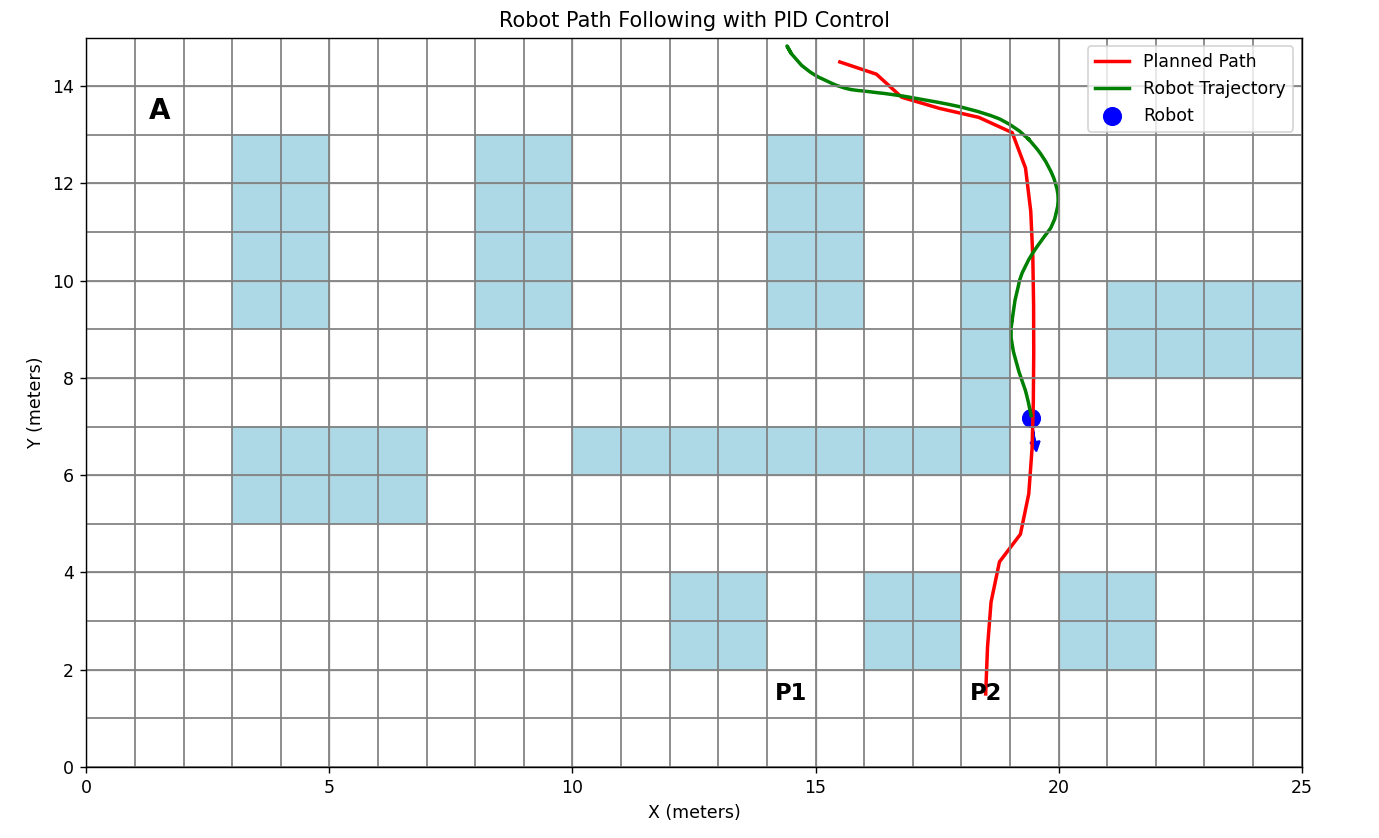 Robot Path Following with PID Control
Planned Path
Robot Trajectory
Robot
A
P1
P2
14
12
10
8
6
4
2
0
0
5
10
15
20
25
Y (meters)
X (meters)